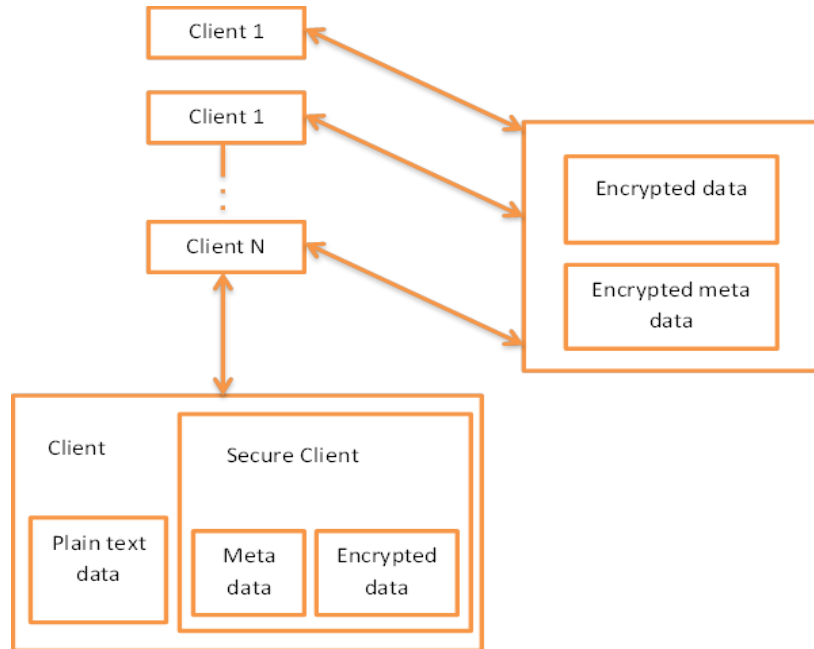 Client 1
Client 1
Encrypted data
Client N
Encrypted meta
data
Client
Secure Client
Plain text
data
Meta
data
Encrypted
data